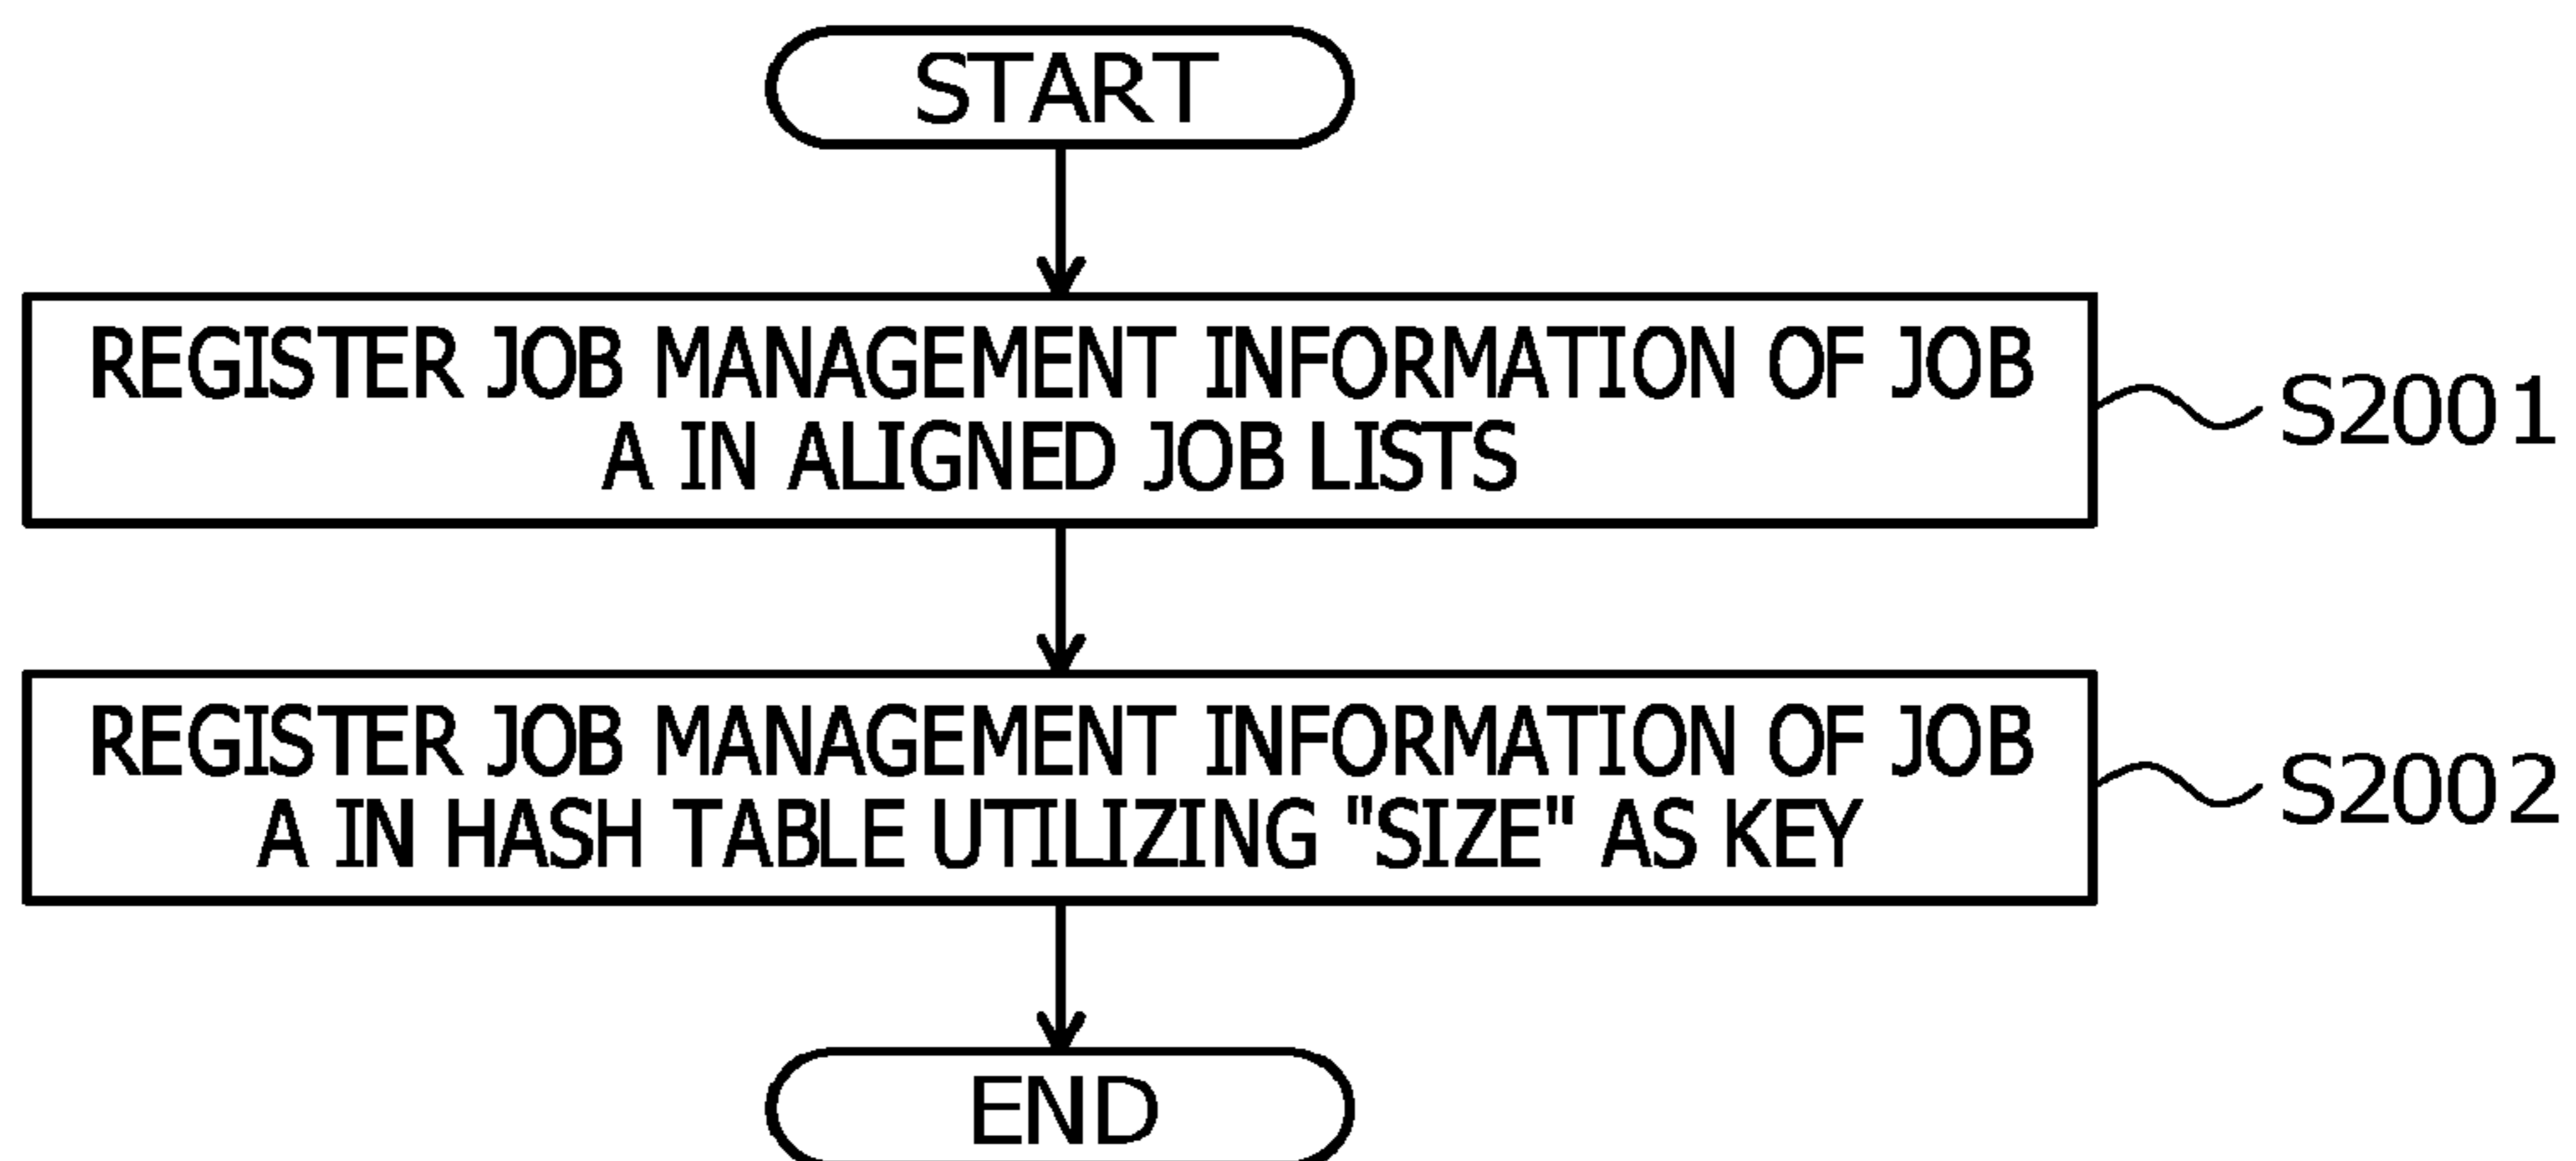 START
REGISTER JOB MANAGEMENT INFORMATION OF JOB
A IN ALIGNED JOB LISTS
S2001
REGISTER JOB MANAGEMENT INFORMATION OF JOB
A IN HASH TABLE UTILIZING "SIZE" AS KEY
S2002
END